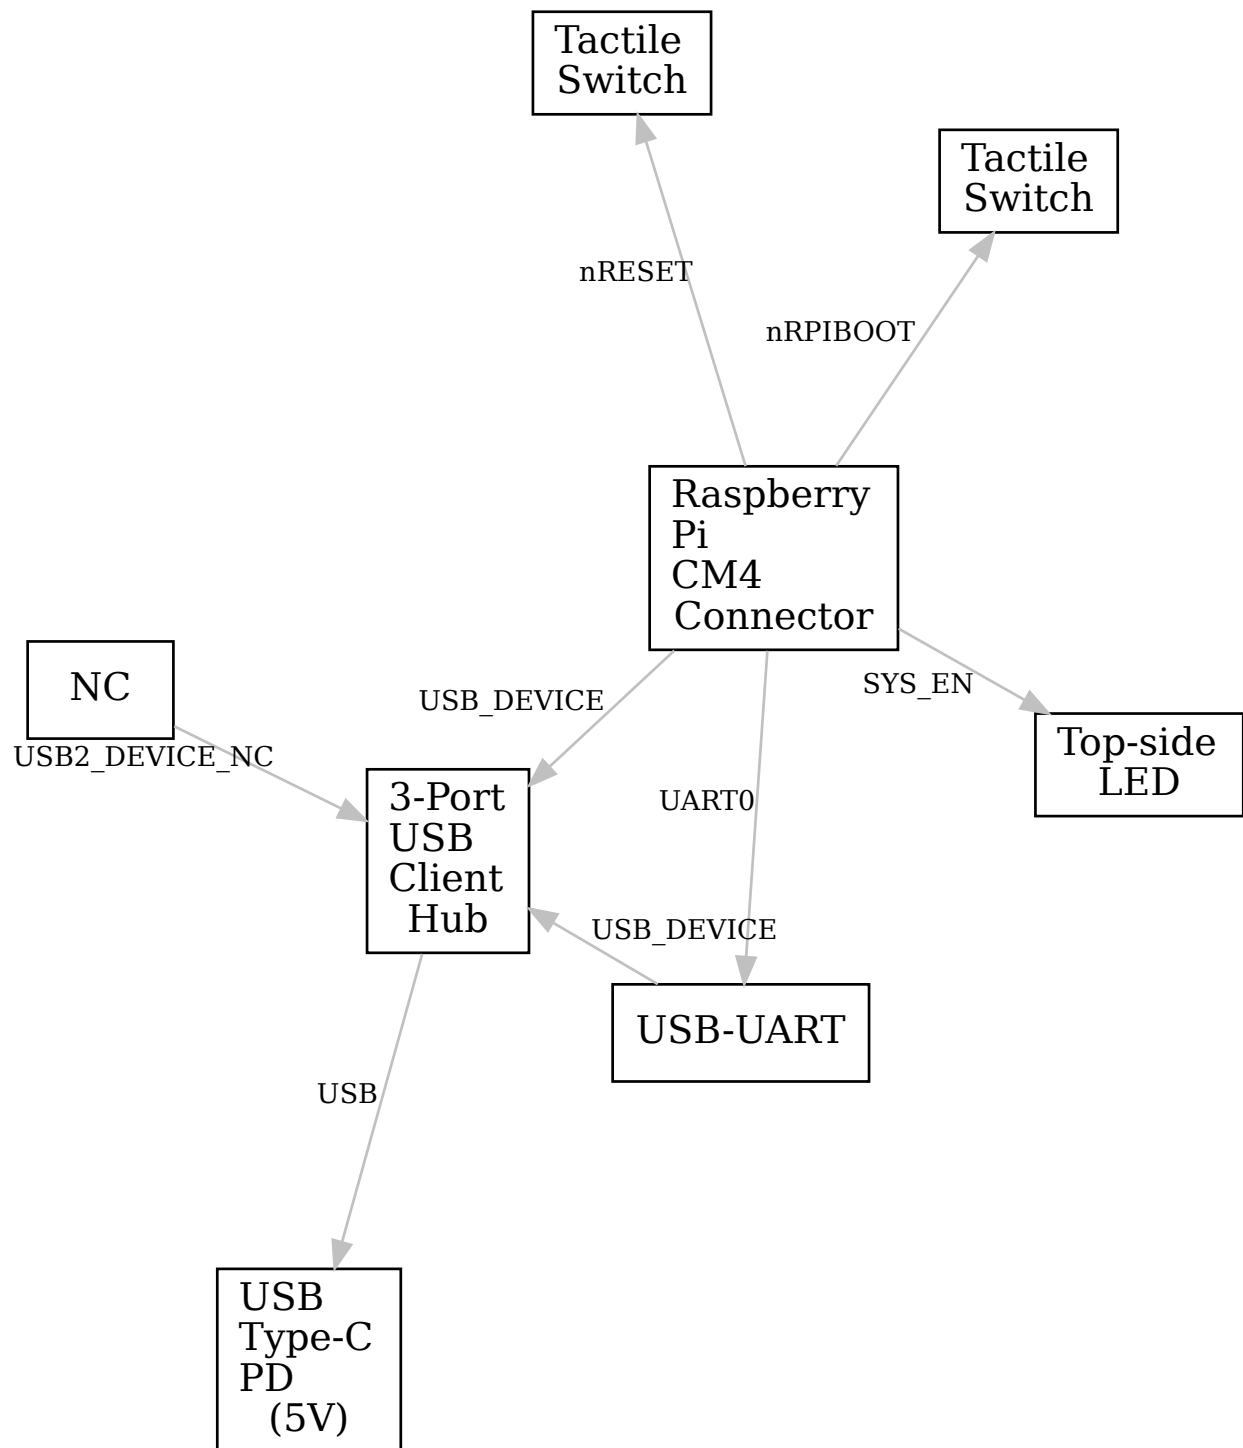 Tactile
Switch
Tactile
Switch
nRESET
nRPIBOOT
Raspberry
Pi
CM4
Connector
NC
USB_DEVICE
SYS_EN
USB2_DEVICE_NC
Top-side
LED
3-Port
USB
Client
Hub
UART0
USB_DEVICE
USB-UART
USB
USB
Type-C
PD
(5V)